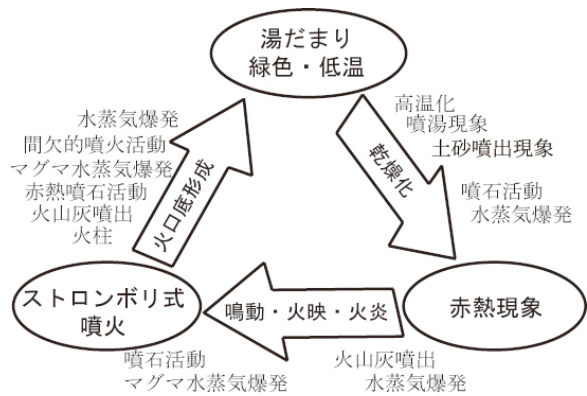 湯だまり
緑色・低温
高温化
噴湯現象
土砂噴出現象
乾燥化
噴石活動
水蒸気爆発
赤熱現象
鳴動・火映・火炎
火山灰噴出
水蒸気爆発
噴石活動
マグマ水蒸気爆発
ストロンボリ式
噴火
火口底形成
水蒸気爆発
間欠的噴火活動
マグマ水蒸気爆発
赤熱噴石活動
火山灰噴出
火柱